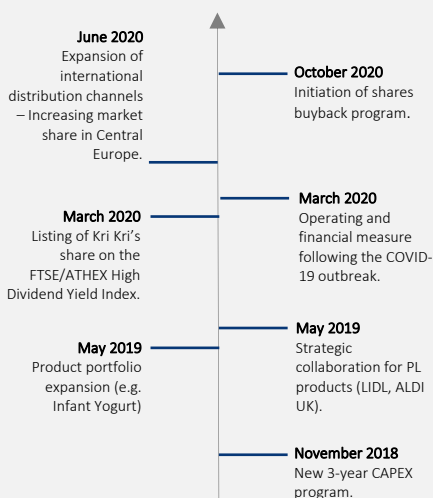 June 2020
Expansion of
international
distribution channels
– Increasing market
share in Central
Europe.
October 2020
Initiation of shares
buyback program.
March 2020
Listing of Kri Kri's
share on the
FTSE/ATHEX High
Dividend Yield Index.
March 2020
Operating and
financial measure
following the COVID-
19 outbreak.
May 2019
Product portfolio
expansion (e.g.
Infant Yogurt)
May 2019
Strategic
collaboration for PL
products (LIDL, ALDI
UK).
November 2018
New 3-year CAPEX
program.